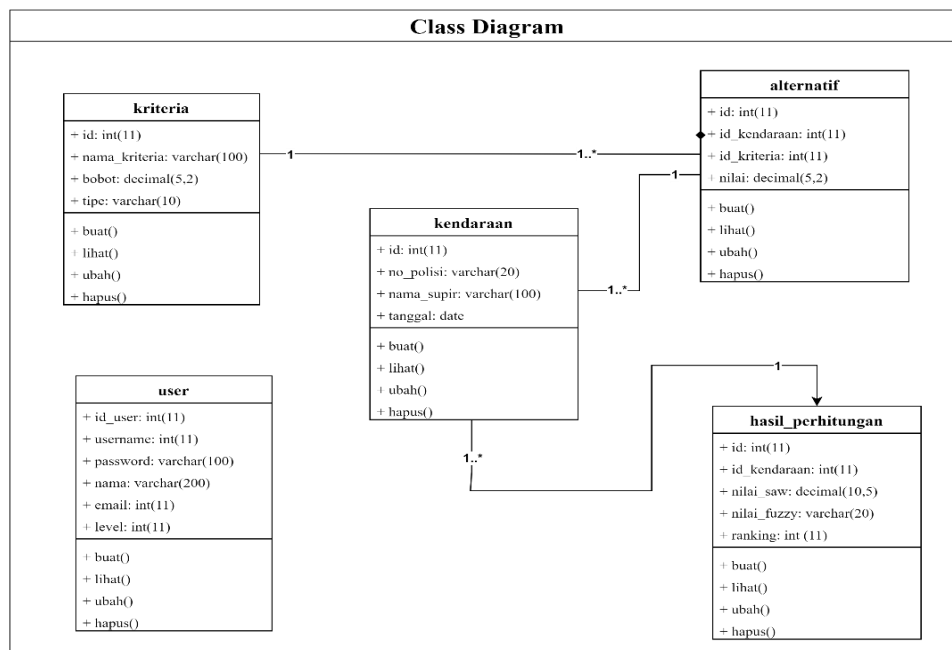 Class Diagram
kriteria
+ id: int(11)
+ nama_kriteria: varchar(100)
+ bobot: decimal(5,2)
+ tipe: varchar(10)
+ buat()
+ lihat()
+ ubah()
+ hapus()
1
1..*
alternatif
+ id: int(11)
+ id_kendaraan: int(11)
+ id_kriteria: int(11)
+ nilai: decimal(5,2)
+ buat()
+ lihat()
+ ubah()
+ hapus()
1
1..*
kendaraan
+ id: int(11)
+ no_polisi: varchar(20)
+ nama_supir: varchar(100)
+ tanggal: date
+ buat()
+ lihat()
+ ubah()
+ hapus()
1..*
1
user
+ id_user: int(11)
+ username: int(11)
+ password: varchar(100)
+ nama: varchar(200)
+ email: int(11)
+ level: int(11)
+ buat()
+ lihat()
+ ubah()
+ hapus()
hasil_perhitungan
+ id: int(11)
+ id_kendaraan: int(11)
+ nilai_saw: decimal(10,5)
+ nilai_fuzzy: varchar(20)
+ ranking: int (11)
+ buat()
+ lihat()
+ ubah()
+ hapus()